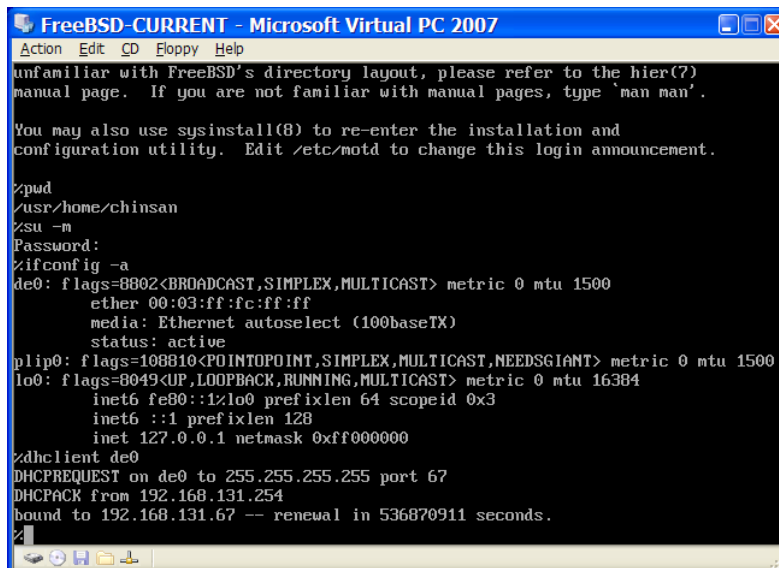 FreeBSD-CURRENT - Microsoft Virtual PC 2007
Action Edit CD Floppy Help
unfamiliar with FreeBSD's directory layout, please refer to the hier(7)
manual page.  If you are not familiar with manual pages, type `man man'.
You may also use sysinstall(8) to re-enter the installation and
configuration utility.  Edit /etc/motd to change this login announcement.
%pwd
/usr/home/chinsan
%su -m
Password:
%ifconfig -a
de0: flags=8802<BROADCAST,SIMPLEX,MULTICAST> metric 0 mtu 1500
ether 00:03:ff:fc:ff:ff
media: Ethernet autoselect (100baseTX)
status: active
plip0: flags=108810<POINTOPOINT,SIMPLEX,MULTICAST,NEEDSGIANT> metric 0 mtu 1500
lo0: flags=8049<UP,LOOPBACK,RUNNING,MULTICAST> metric 0 mtu 16384
inet6 fe80::1%lo0 prefixlen 64 scopeid 0x3
inet6 ::1 prefixlen 128
inet 127.0.0.1 netmask 0xff000000
%dhclient de0
DHCPREQUEST on de0 to 255.255.255.255 port 67
DHCPACK from 192.168.131.254
bound to 192.168.131.67 -- renewal in 536870911 seconds.
%